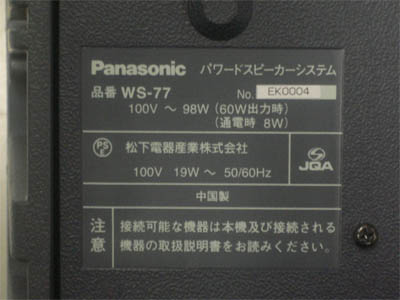 Panasonic パワードスピーカーシステム
品番 WS-77 No. EK0004
100V ～ 98W (60W出力時)
(通電時 8W)
PS E 松下電器産業株式会社
100V 19W ～ 50/60Hz
JQA
中国製
注意
接続可能な機器は本機及び接続される
機器の取扱説明書をお読みください。